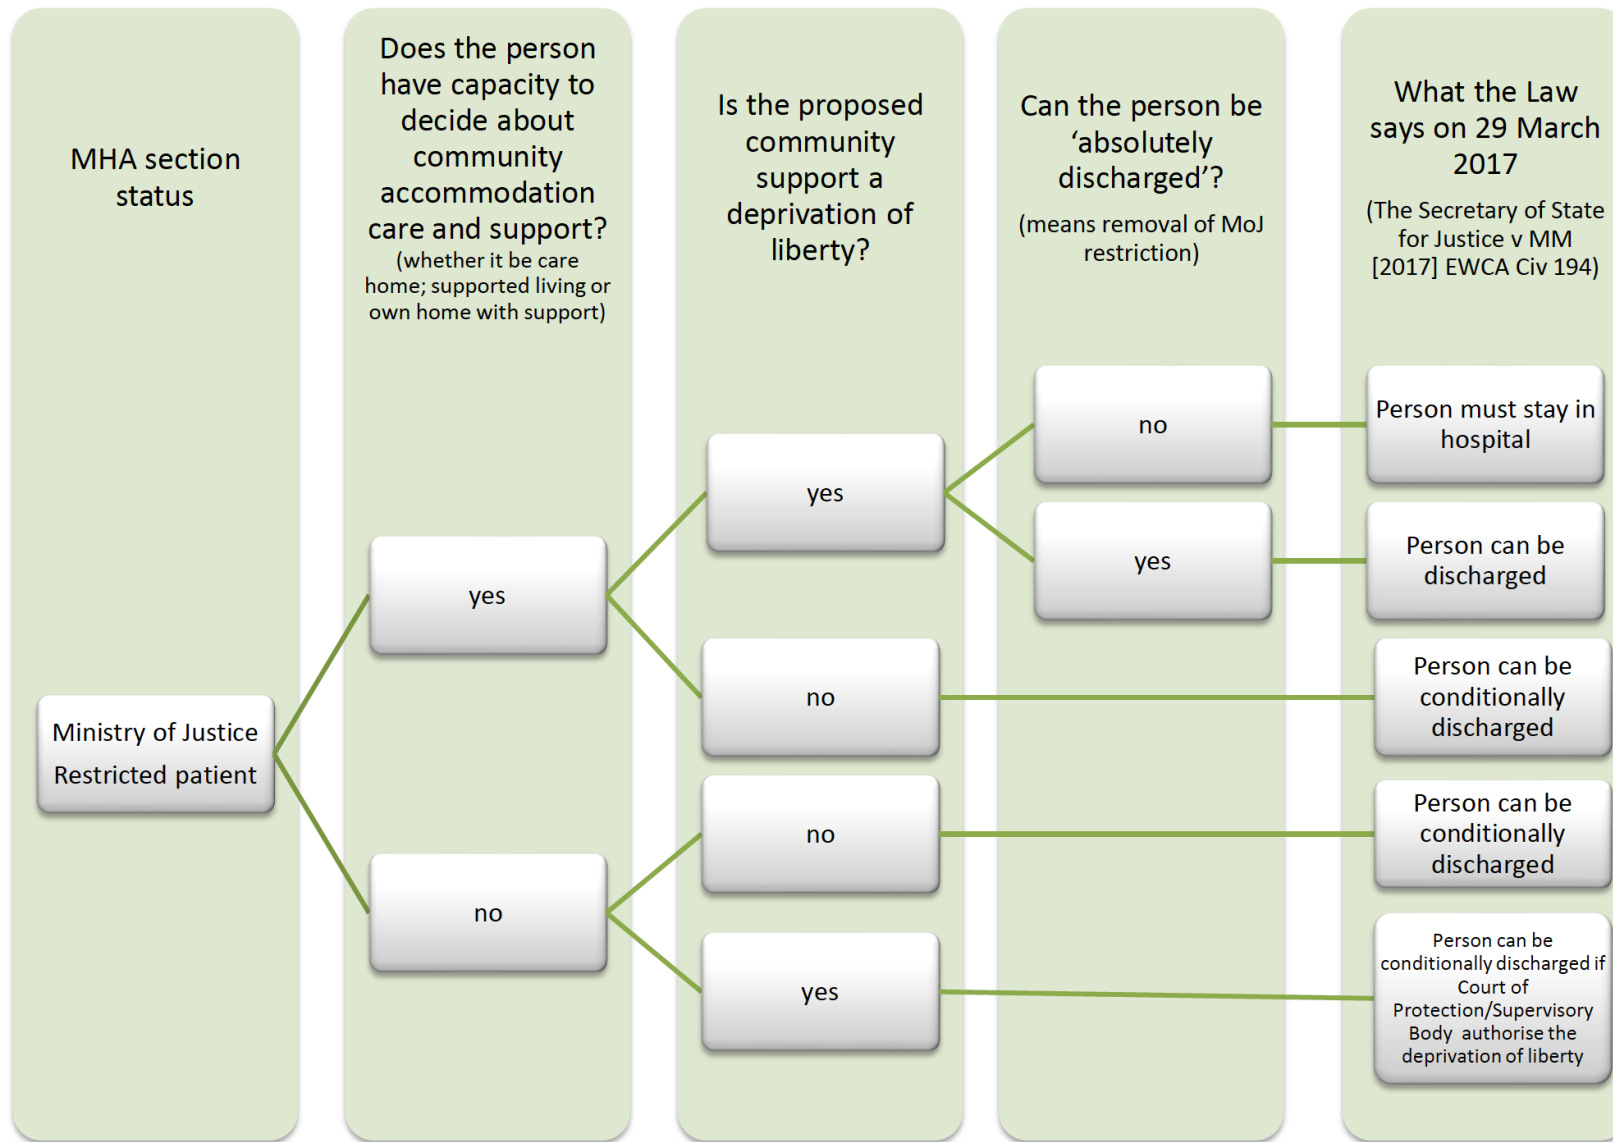 MHA section
status
Does the person
have capacity to
decide about
community
accommodation
care and support?
(whether it be care
home; supported living or
own home with support)
Is the proposed
community
support a
deprivation of
liberty?
Can the person be
‘absolutely
discharged’?
(means removal of MoJ
restriction)
What the Law
says on 29 March
2017
(The Secretary of State
for Justice v MM
[2017] EWCA Civ 194)
Ministry of Justice
Restricted patient
yes
no
yes
no
no
yes
no
yes
Person must stay in
hospital
Person can be
discharged
Person can be
conditionally
discharged
Person can be
conditionally
discharged
Person can be
conditionally discharged if
Court of
Protection/Supervisory
Body authorise the
deprivation of liberty